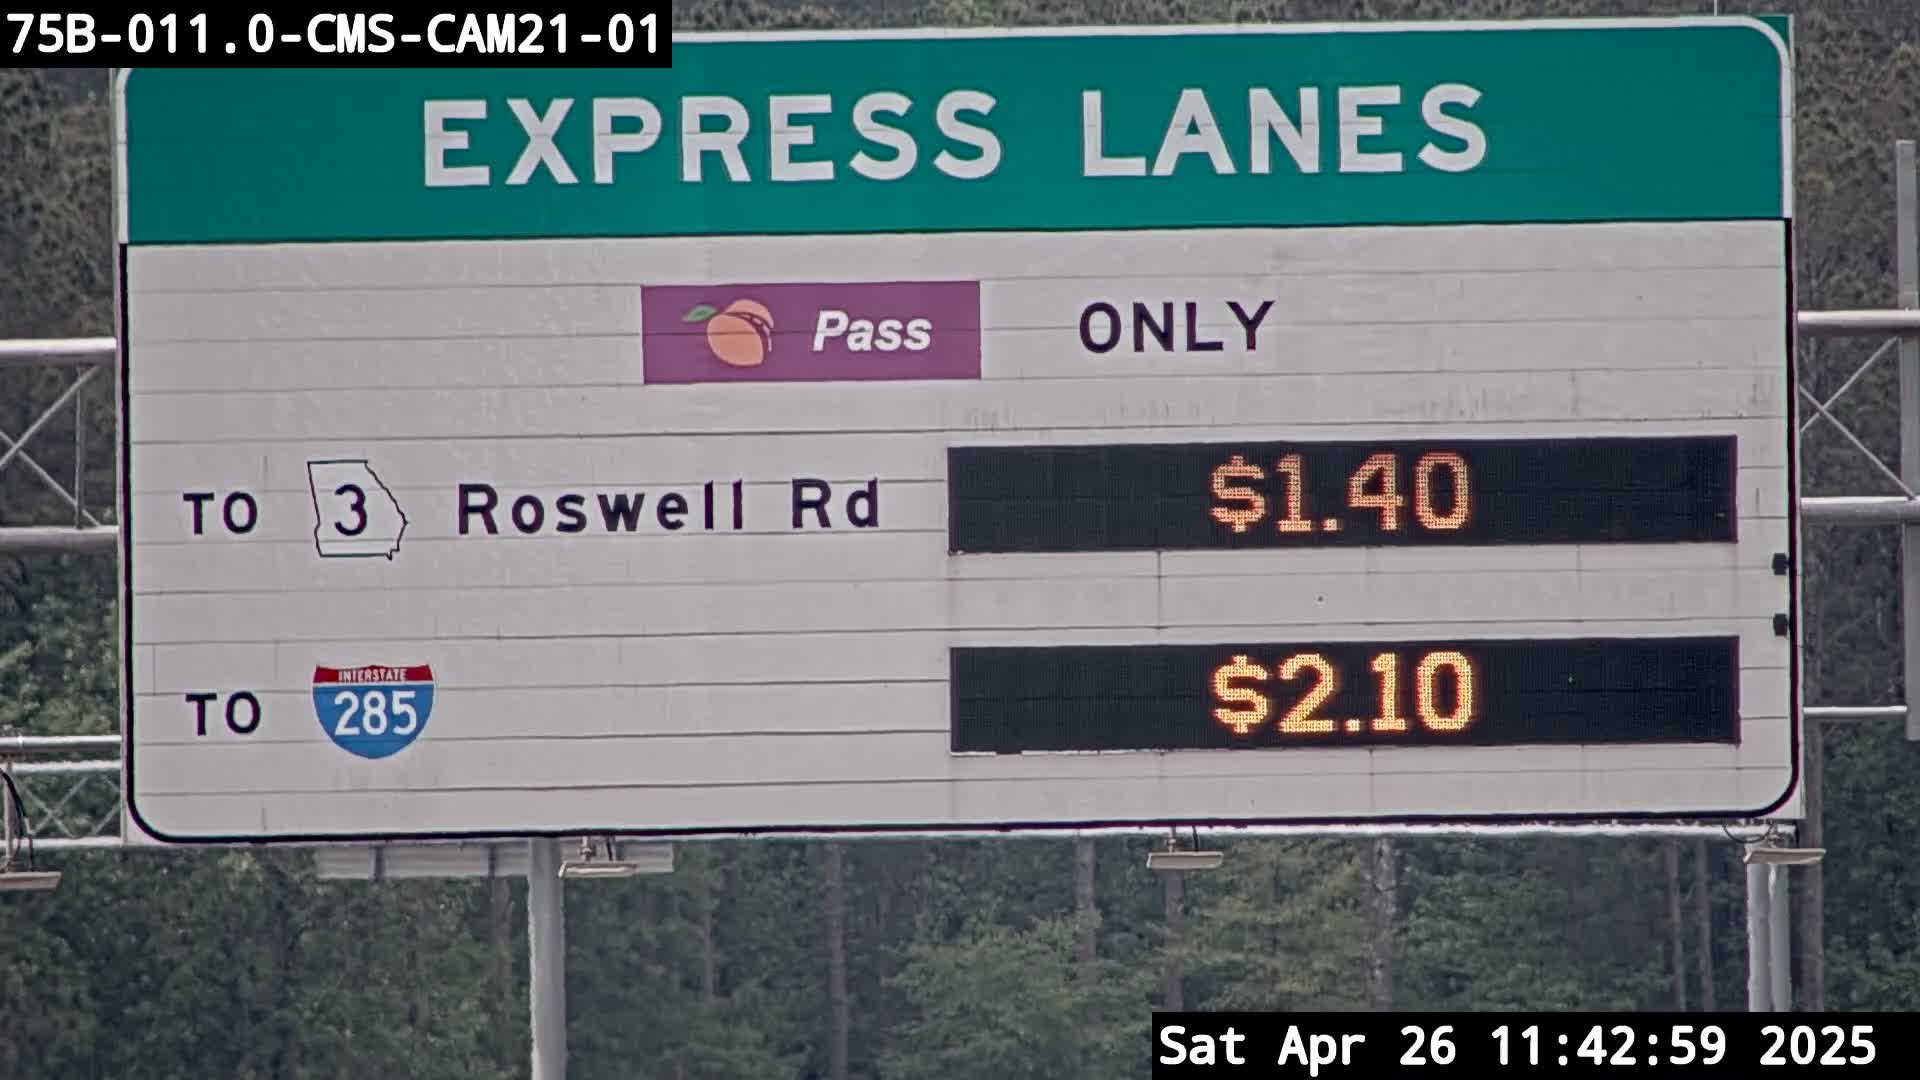 75B-011.0-CMS-CAM21-01
EXPRESS LANES
Pass ONLY
TO 3 Roswell Rd $1.40
INTERSTATE
TO 285 $2.10
Sat Apr 26 11:42:59 2025